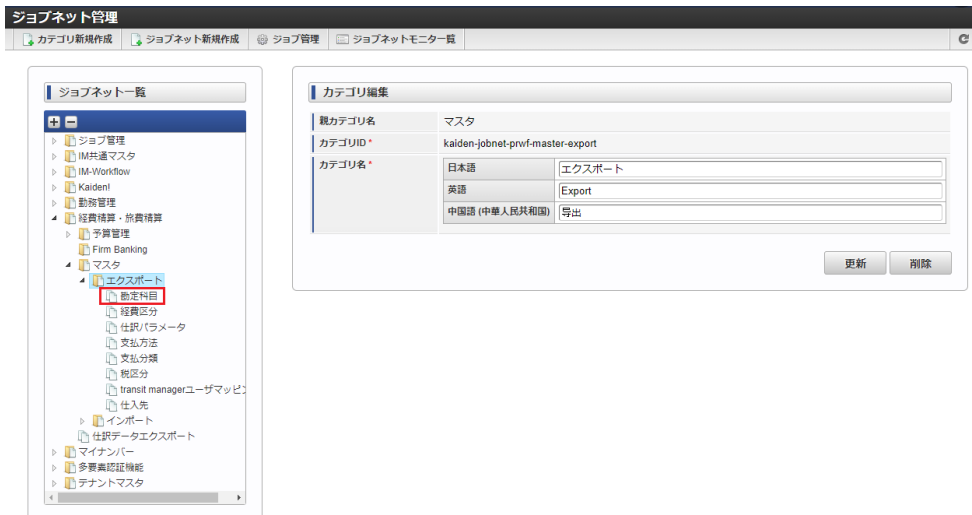 ジョブネット管理
カテゴリ新規作成 ジョブネット新規作成 ジョブ管理 ジョブネットモニタ一覧
ジョブネット一覧
ジョブ管理
IM共通マスタ
IM-Workflow
Kaiden!
勤務管理
経費精算・旅費精算
予算管理
Firm Banking
マスタ
エクスポート
勘定科目
経費区分
仕訳パラメータ
支払方法
支払分類
税区分
transit managerユーザマッピン
仕入先
インポート
仕訳データエクスポート
マイナンバー
多要素認証機能
テナントマスタ
カテゴリ編集
親カテゴリ名 マスタ
カテゴリID * kaiden-jobnet-prwf-master-export
カテゴリ名 *
日本語 エクスポート
英語 Export
中国語 (中華人民共和国) 导出
更新 削除